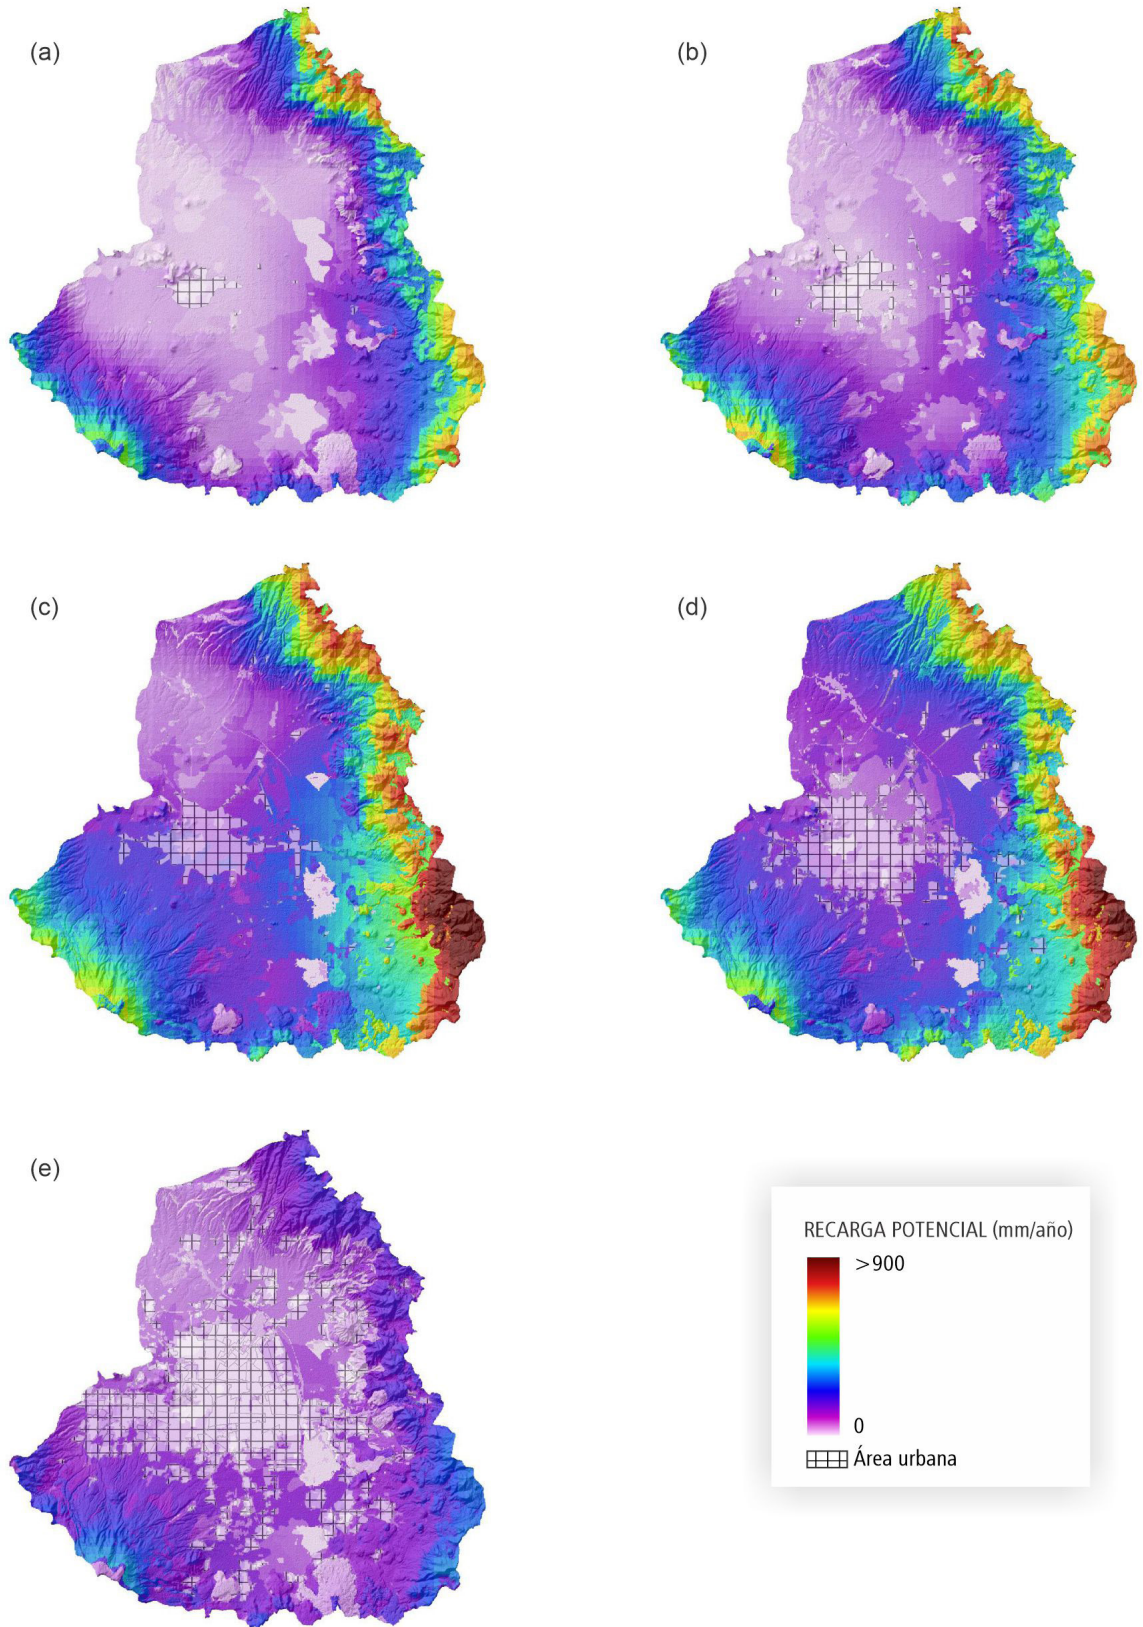 (a)
(b)
(c)
(d)
(e)
RECARGA POTENCIAL (mm/año)
>900
0
Área urbana